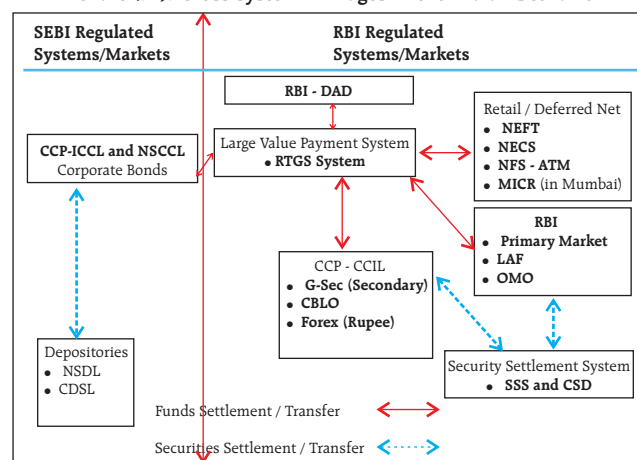 SEBI Regulated
Systems/Markets
RBI Regulated
Systems/Markets
RBI - DAD
Large Value Payment System
• RTGS System
Retail / Deferred Net
• NEFT
• NECS
• NFS - ATM
• MICR (in Mumbai)
CCP-ICCL and NSCCL
Corporate Bonds
RBI
• Primary Market
• LAF
• OMO
CCP - CCIL
• G-Sec (Secondary)
• CBLO
• Forex (Rupee)
Depositories
• NSDL
• CDSL
Security Settlement System
• SSS and CSD
Funds Settlement / Transfer
Securities Settlement / Transfer